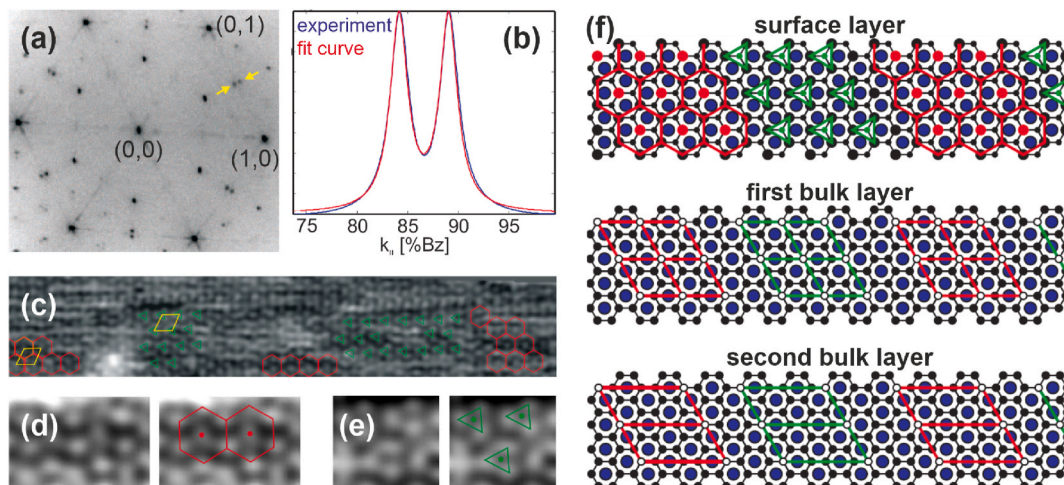 (a)
(0,1)
(0,0)
(1,0)
experiment
fit curve
(b)
75 80 85 90 95
k_{||} [%Bz]
(c)
(d)
(e)
(f)
surface layer
first bulk layer
second bulk layer